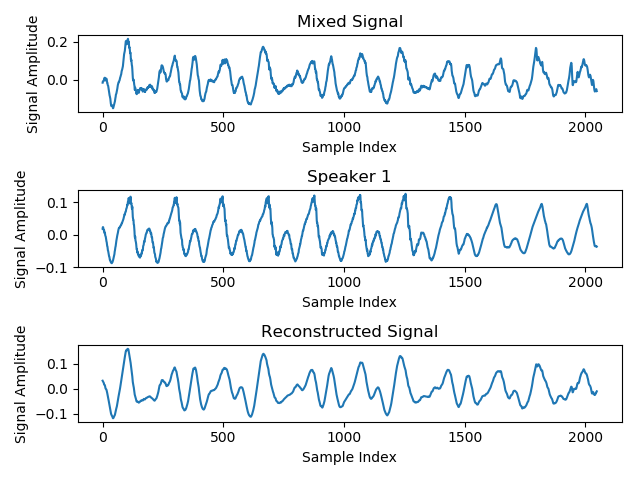 Mixed Signal
Signal Amplitude
0.2
0.0
0 500 1000 1500 2000
Sample Index
Speaker 1
Signal Amplitude
0.1
0.0
−0.1
0 500 1000 1500 2000
Sample Index
Reconstructed Signal
Signal Amplitude
0.1
0.0
−0.1
0 500 1000 1500 2000
Sample Index